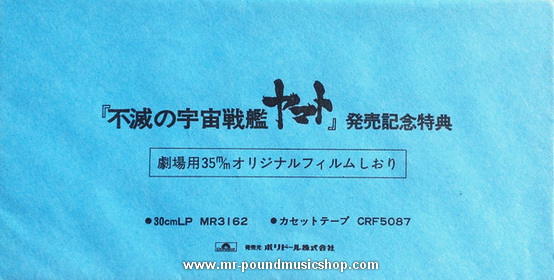 『不滅の宇宙戦艦ヤマト』発売記念特典
劇場用35m/mオリジナルフィルムしおり
●30cmLP MR3162 ●カセットテープ CRF5087
発売元 ポリドール株式会社
www.mr-poundmusicshop.com